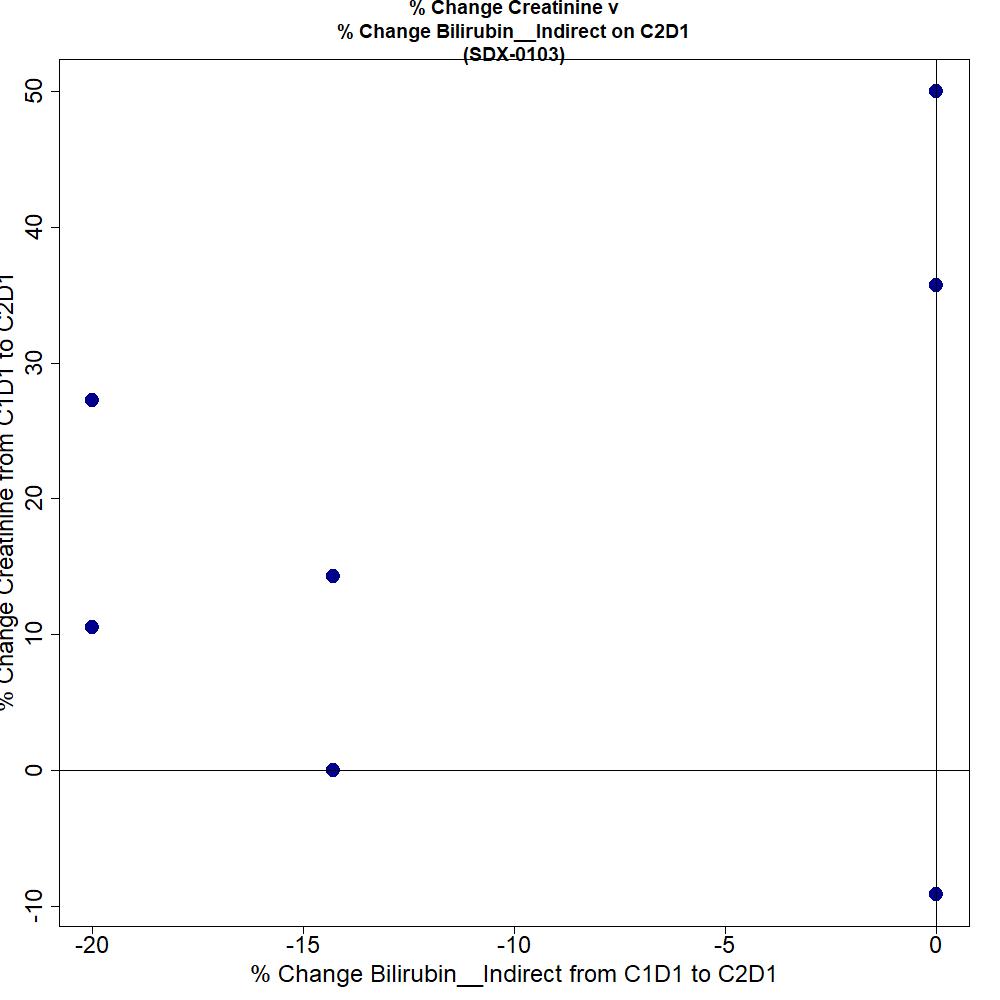 % Change Creatinine v
% Change Bilirubin__Indirect on C2D1
(SDX-0103)
50
40
30
20
10
0
-10
% Change Creatinine from C1D1 to C2D1
-20
-15
-10
-5
0
% Change Bilirubin__Indirect from C1D1 to C2D1